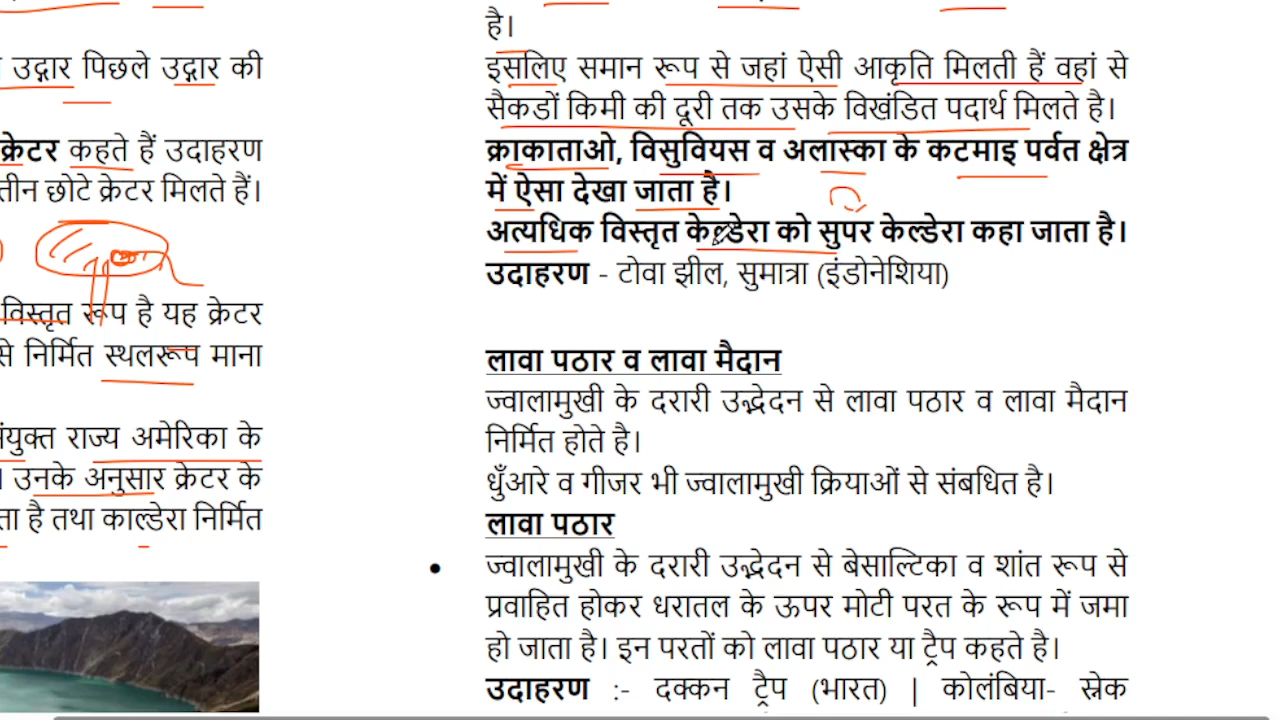 उद्गार पिछले उद्गार की
क्रेटर कहते हैं उदाहरण
तीन छोटे क्रेटर मिलते हैं।
विस्तृत रूप है यह क्रेटर
से निर्मित स्थलरूप माना
संयुक्त राज्य अमेरिका के
। उनके अनुसार क्रेटर के
ता है तथा काल्डेरा निर्मित
है।
इसलिए समान रूप से जहां ऐसी आकृति मिलती हैं वहां से
सैकडों किमी की दूरी तक उसके विखंडित पदार्थ मिलते है।
क्राकाताओ, विसुवियस व अलास्का के कटमाइ पर्वत क्षेत्र
में ऐसा देखा जाता है।
अत्यधिक विस्तृत केल्डेरा को सुपर केल्डेरा कहा जाता है।
उदाहरण - टोवा झील, सुमात्रा (इंडोनेशिया)
लावा पठार व लावा मैदान
ज्वालामुखी के दरारी उद्भेदन से लावा पठार व लावा मैदान
निर्मित होते है।
धुँआरे व गीजर भी ज्वालामुखी क्रियाओं से संबधित है।
लावा पठार
• ज्वालामुखी के दरारी उद्भेदन से बेसाल्टिका व शांत रूप से
प्रवाहित होकर धरातल के ऊपर मोटी परत के रूप में जमा
हो जाता है। इन परतों को लावा पठार या ट्रैप कहते है।
उदाहरण :- दक्कन ट्रैप (भारत) | कोलंबिया- स्नेक